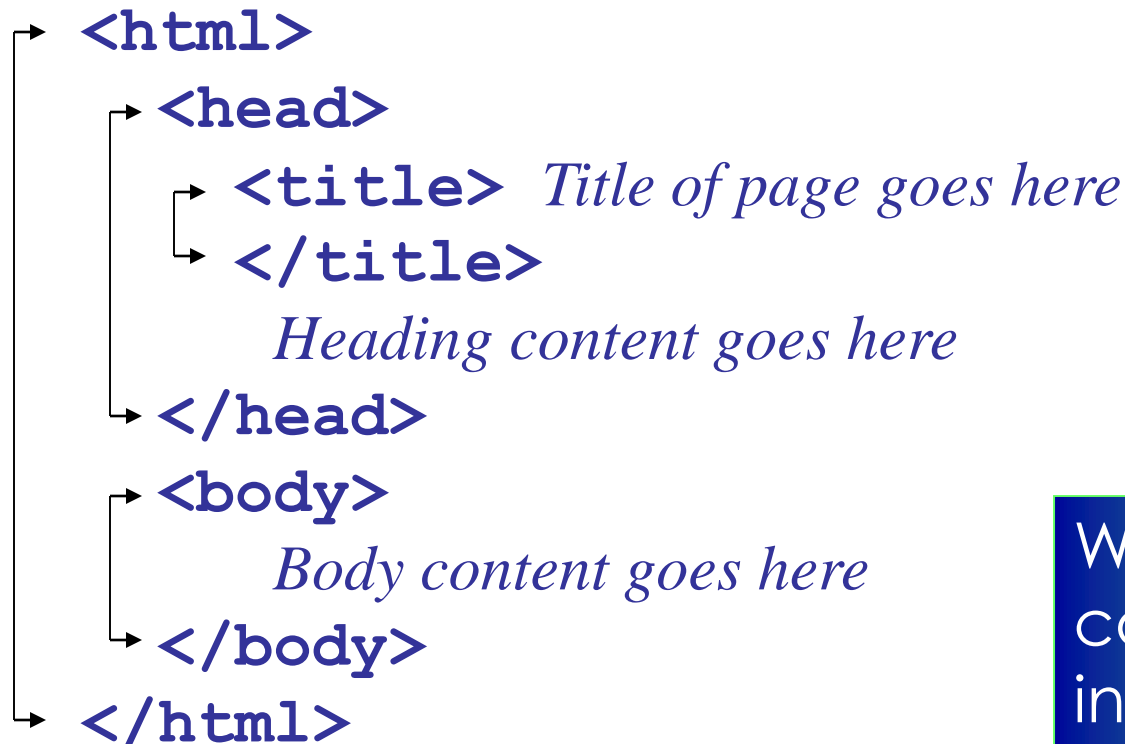 <html>
<head>
<title> Title of page goes here
</title>
Heading content goes here
</head>
<body>
Body content goes here
</body>
</html>
in